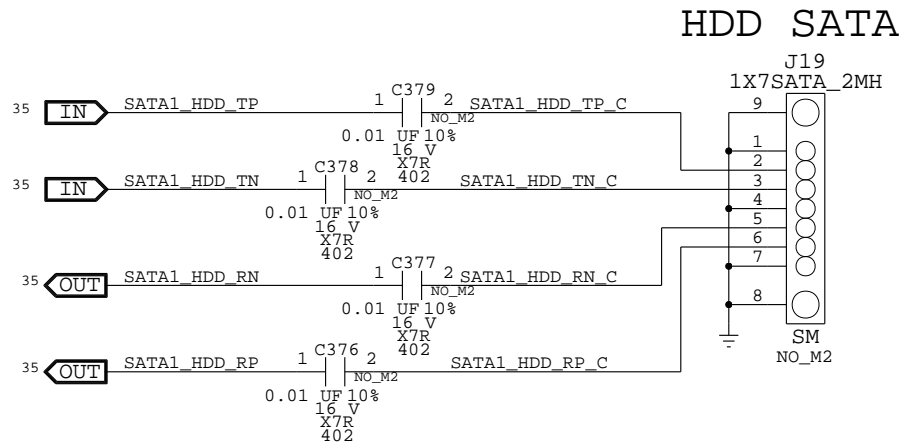 HDD SATA
J19
1X7SATA_2MH
35 IN SATA1_HDD_TP 1 C379 2 SATA1_HDD_TP_C 9
NO_M2
0.01 UF 10%
16 V
X7R
402
1
2
35 IN SATA1_HDD_TN 1 C378 2 SATA1_HDD_TN_C 3
NO_M2
0.01 UF 10%
16 V
X7R
402
4
5
6
7
35 OUT SATA1_HDD_RN 1 C377 2 SATA1_HDD_RN_C
NO_M2
0.01 UF 10%
16 V
X7R
402
8
SM
NO_M2
35 OUT SATA1_HDD_RP 1 C376 2 SATA1_HDD_RP_C
NO_M2
0.01 UF 10%
16 V
X7R
402